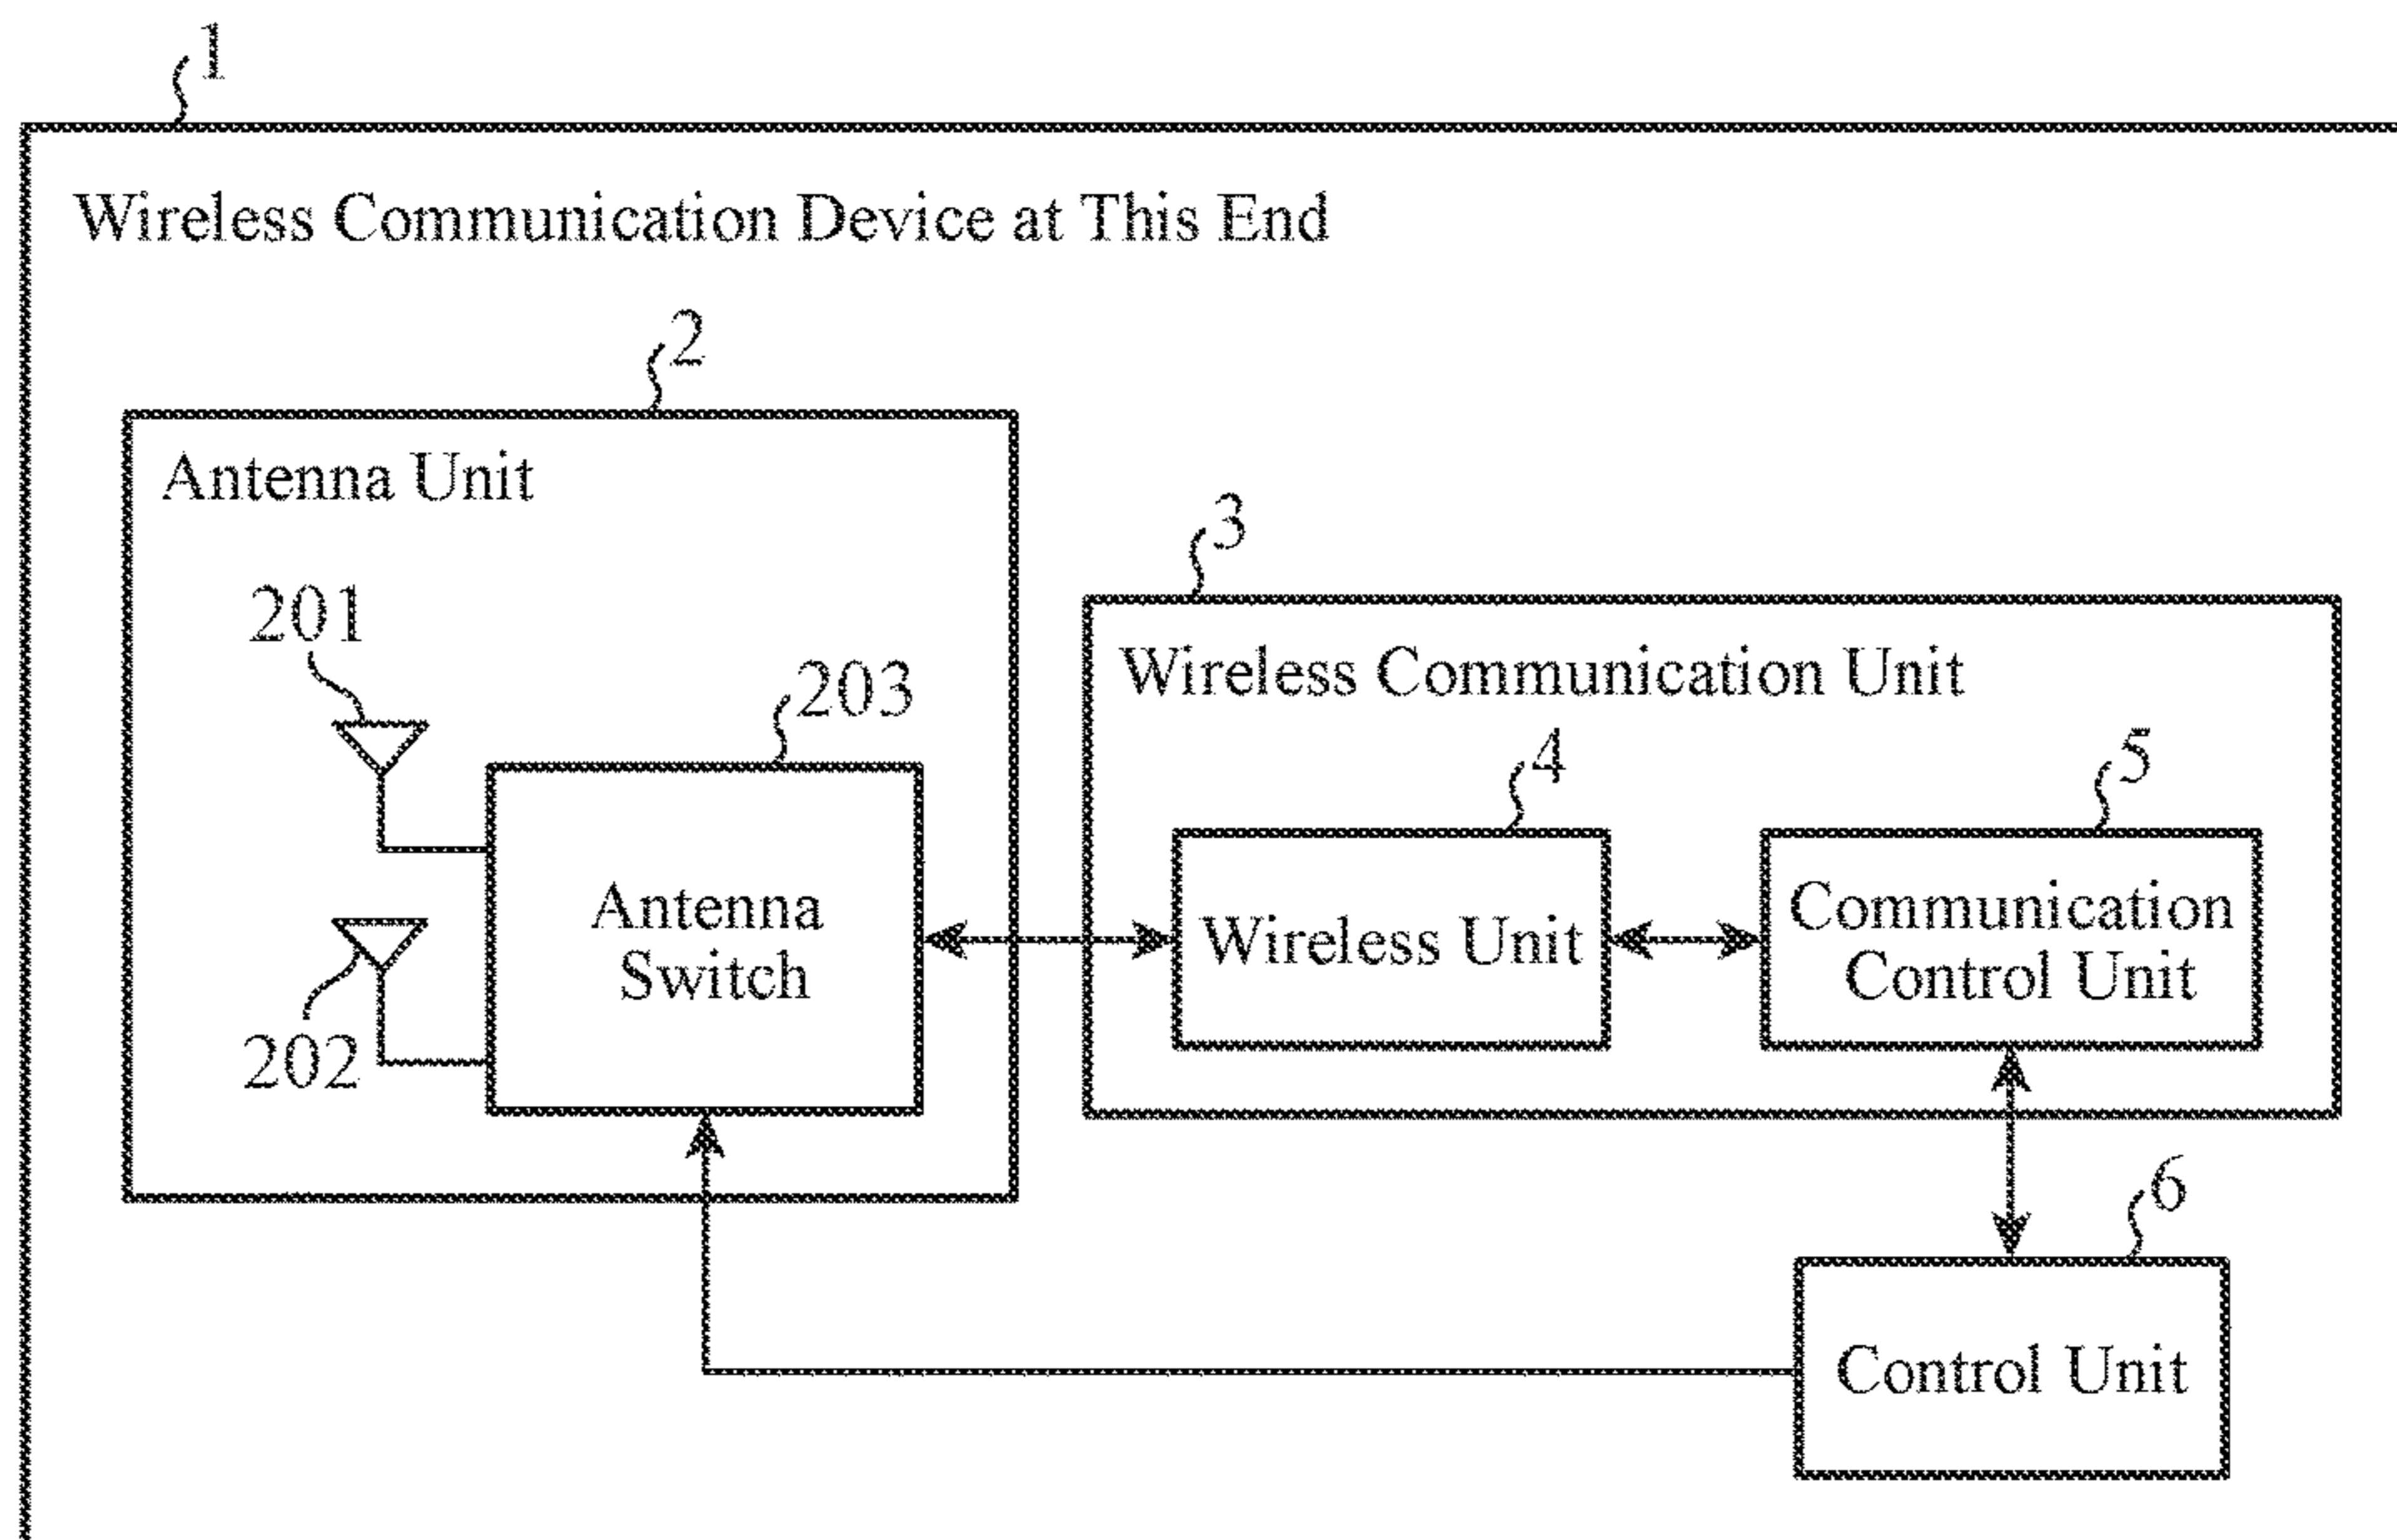 1
Wireless Communication Device at This End
2
Antenna Unit
3
201
Wireless Communication Unit
203
4
5
Antenna
Switch
Wireless Unit
Communication
Control Unit
202
6
Control Unit